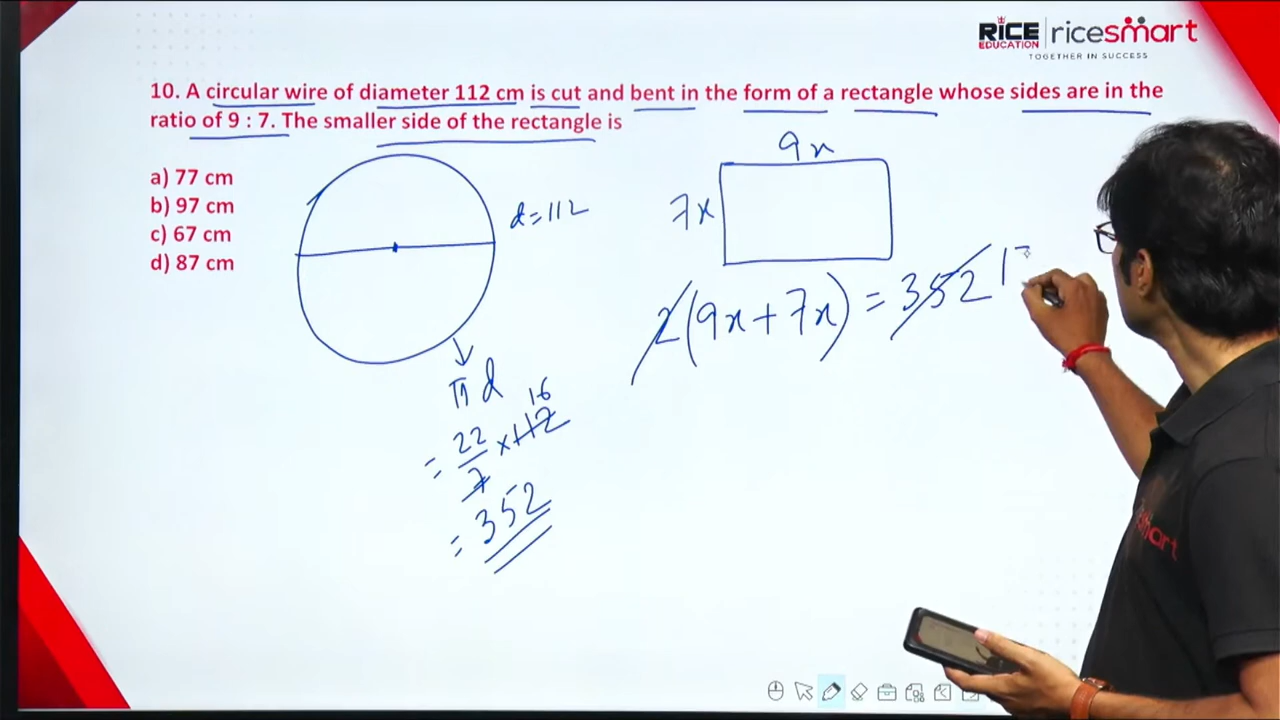 RICE EDUCATION | ricesmart
TOGETHER IN SUCCESS
10. A circular wire of diameter 112 cm is cut and bent in the form of a rectangle whose sides are in the
ratio of 9 : 7. The smaller side of the rectangle is
a) 77 cm
b) 97 cm
c) 67 cm
d) 87 cm
d=112
9x
7x
2(9x+7x) = 352
πd
16
= 22/7 × 112
= 352